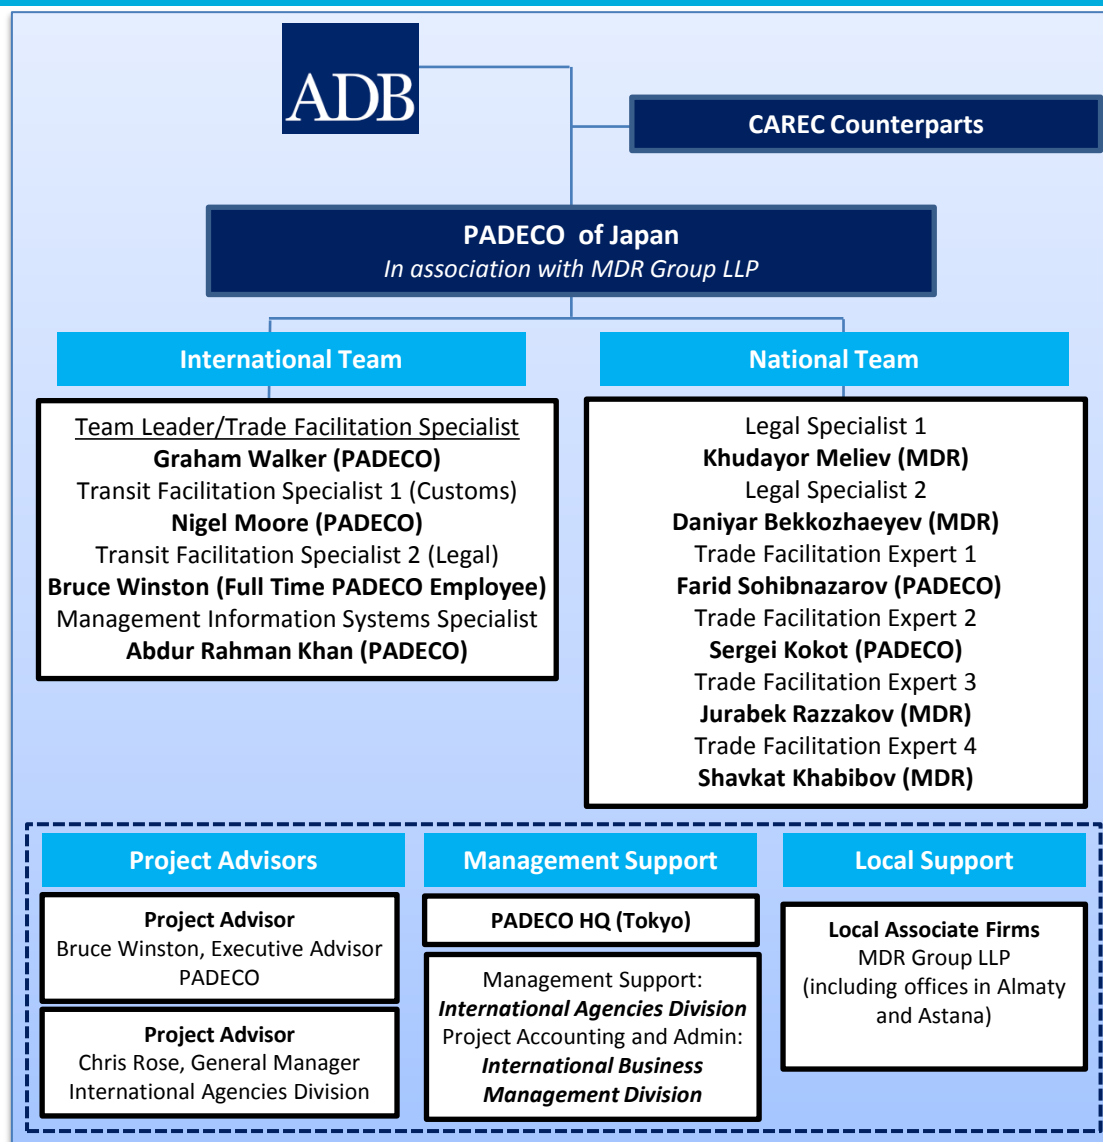 ADB
CAREC Counterparts
PADECO of Japan
In association with MDR Group LLP
International Team
Team Leader/Trade Facilitation Specialist
Graham Walker (PADECO)
Transit Facilitation Specialist 1 (Customs)
Nigel Moore (PADECO)
Transit Facilitation Specialist 2 (Legal)
Bruce Winston (Full Time PADECO Employee)
Management Information Systems Specialist
Abdur Rahman Khan (PADECO)
National Team
Legal Specialist 1
Khudayor Meliev (MDR)
Legal Specialist 2
Daniyar Bekkozhaeyev (MDR)
Trade Facilitation Expert 1
Farid Sohibnazarov (PADECO)
Trade Facilitation Expert 2
Sergei Kokot (PADECO)
Trade Facilitation Expert 3
Jurabek Razzakov (MDR)
Trade Facilitation Expert 4
Shavkat Khabibov (MDR)
Project Advisors
Project Advisor
Bruce Winston, Executive Advisor
PADECO
Project Advisor
Chris Rose, General Manager
International Agencies Division
Management Support
PADECO HQ (Tokyo)
Management Support:
International Agencies Division
Project Accounting and Admin:
International Business
Management Division
Local Support
Local Associate Firms
MDR Group LLP
(including offices in Almaty
and Astana)